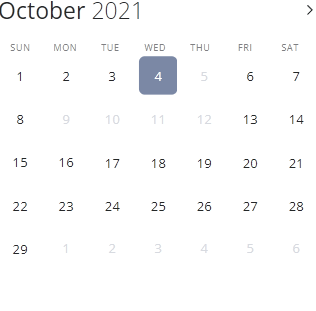 October 2021 >
SUN MON TUE WED THU FRI SAT
1 2 3 4 5 6 7
8 9 10 11 12 13 14
15 16 17 18 19 20 21
22 23 24 25 26 27 28
29 1 2 3 4 5 6